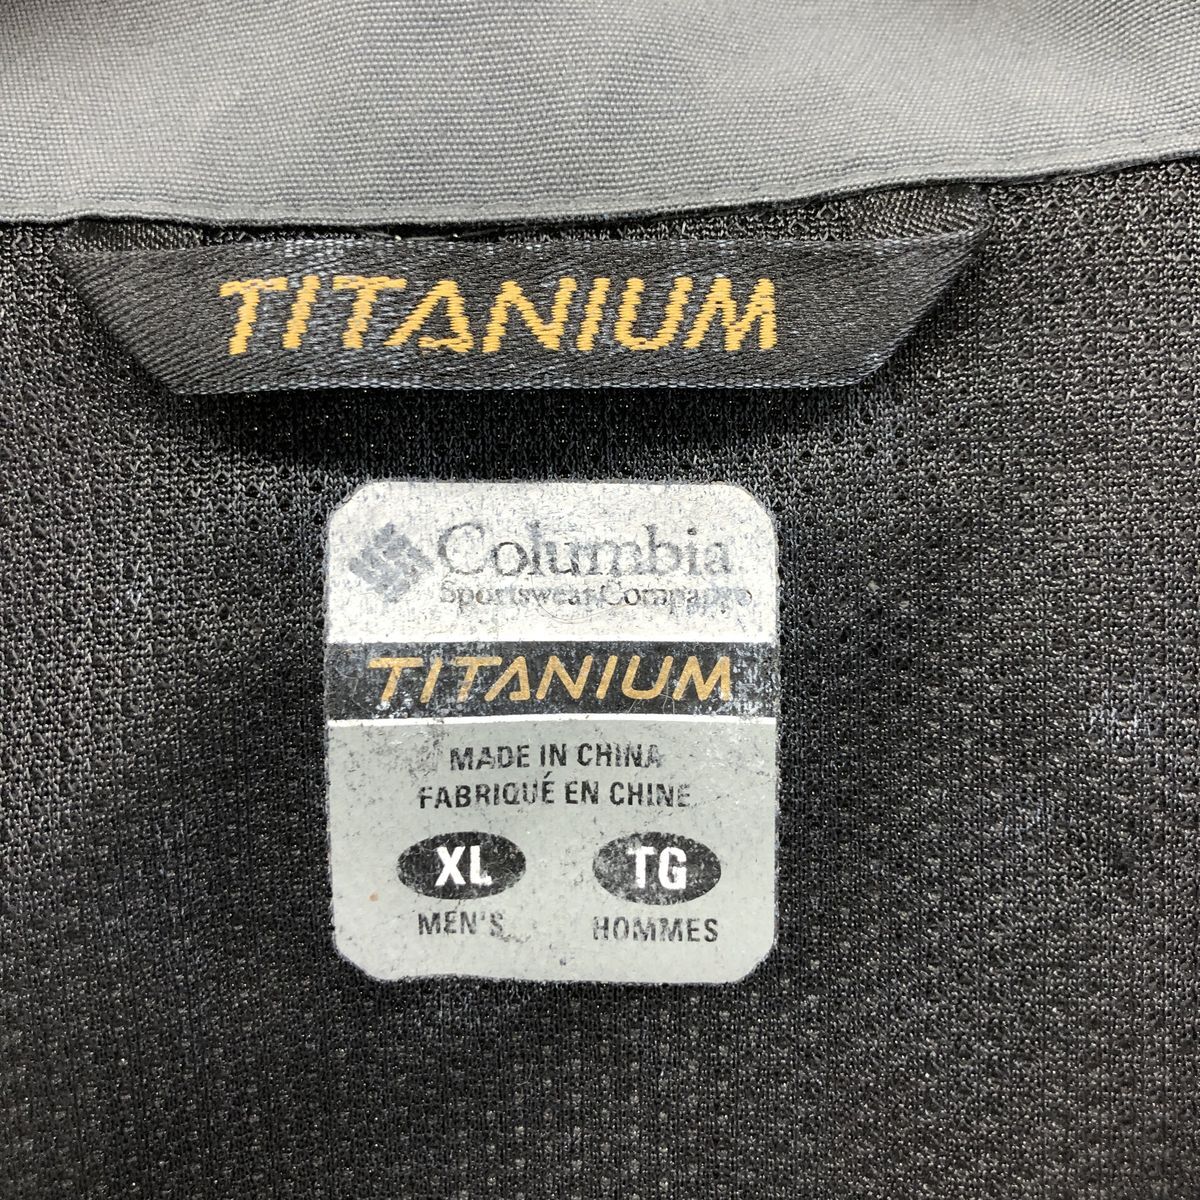 TITANIUM
Columbia
Sportswear Company
TITANIUM
MADE IN CHINA
FABRIQUÉ EN CHINE
XL TG
MEN'S HOMMES